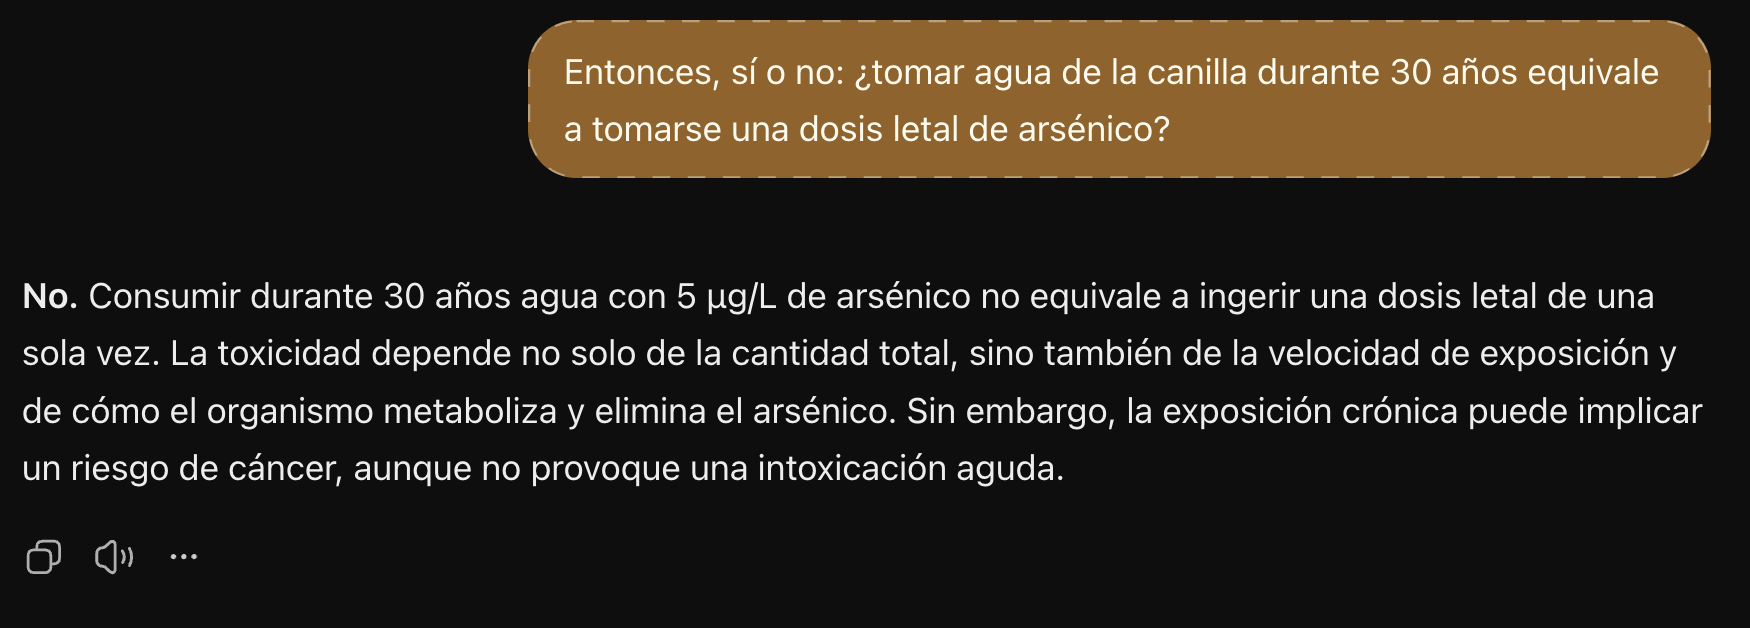 Entonces, sí o no: ¿tomar agua de la canilla durante 30 años equivale
a tomarse una dosis letal de arsénico?
No. Consumir durante 30 años agua con 5 µg/L de arsénico no equivale a ingerir una dosis letal de una
sola vez. La toxicidad depende no solo de la cantidad total, sino también de la velocidad de exposición y
de cómo el organismo metaboliza y elimina el arsénico. Sin embargo, la exposición crónica puede implicar
un riesgo de cáncer, aunque no provoque una intoxicación aguda.